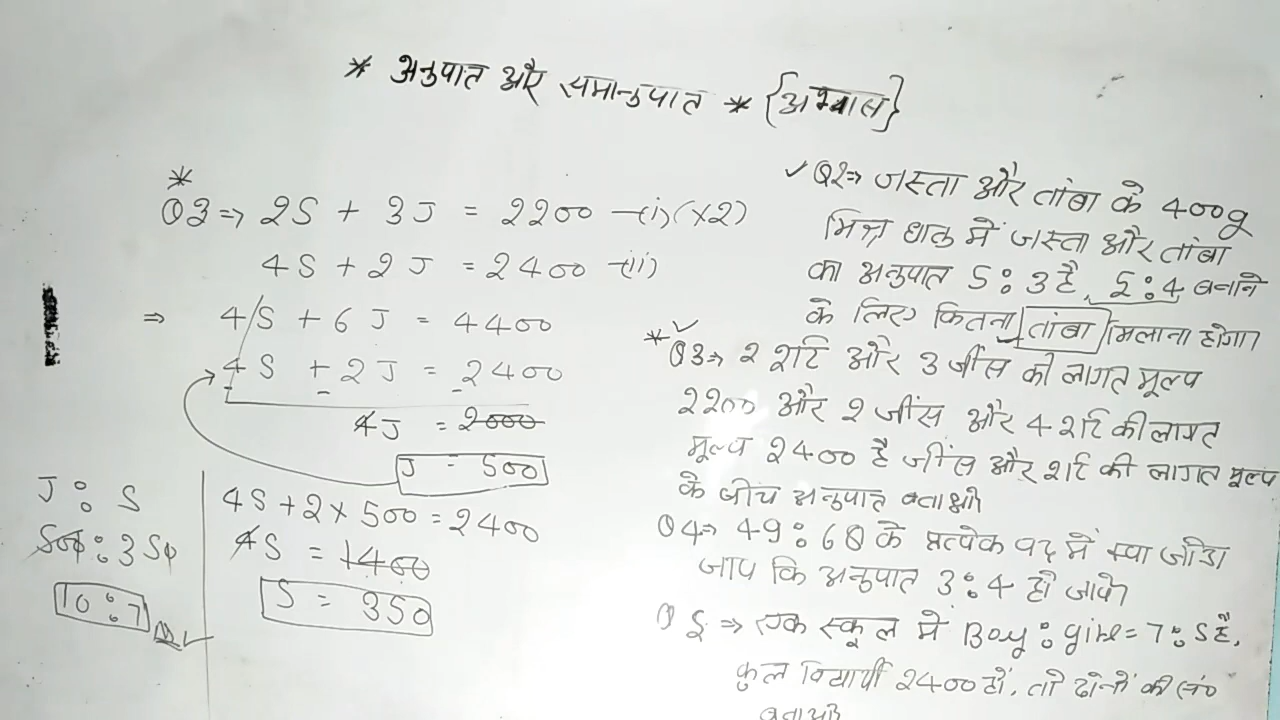 * अनुपात और समानुपात * {अभ्यास}
*
Q3⇒ 2S + 3J = 2200 —(i)(×2)
4S + 2J = 2400 —(ii)
⇒ 4S + 6J = 4400
4S + 2J = 2400
- - -
4J = 2000
J = 500
4S + 2 × 500 = 2400
4S = 1400
S = 350
J : S
500 : 350
10 : 7
✓Q2⇒ जस्ता और तांबा के 400g
मिश्र धातु में जस्ता और तांबा
का अनुपात 5:3 है, 5:4 बनाने
के लिए कितना तांबा मिलाना होगा।
*Q3⇒ 2 शर्ट और 3 जींस की लागत मूल्य
2200 और 2 जींस और 4 शर्ट की लागत
मूल्य 2400 है जींस और शर्ट की लागत मूल्य
के बीच अनुपात बताओ।
Q4⇒ 49:68 के प्रत्येक पद में क्या जोड़ा
जाय कि अनुपात 3:4 हो जाये।
Q5⇒ एक स्कूल में Boy : girl = 7:5 है,
कुल विद्यार्थी 2400 हों, तो दोनों की सं०
बताओ